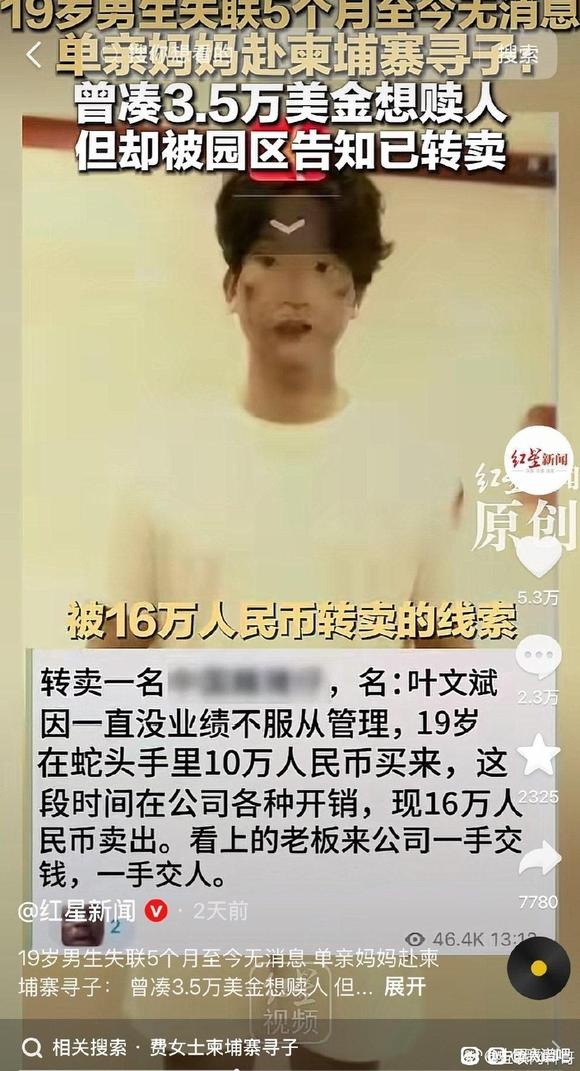 19岁男生失联5个月至今无消息
单亲妈妈赴柬埔寨寻子：
搜索
曾凑3.5万美金想赎人
但却被园区告知已转卖
红星新闻
原创
5.3万
被16万人民币转卖的线索
2.3万
转卖一名
，名：叶文斌
因一直没业绩不服从管理，19岁
在蛇头手里10万人民币买来，这
段时间在公司各种开销，现16万人
民币卖出。看上的老板来公司一手交
钱，一手交人。
2325
7780
@红星新闻
· 2天前
2
46.4K
19岁男生失联5个月至今无消息 单亲妈妈赴柬
埔寨寻子： 曾凑3.5万美金想赎人 但... 展开
红星
视频
相关搜索 · 费女士柬埔寨寻子